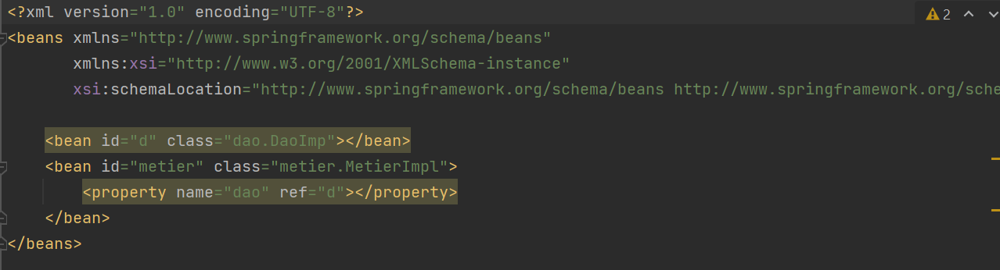 <?xml version="1.0" encoding="UTF-8"?>
2
<beans xmlns="http://www.springframework.org/schema/beans"
xmlns:xsi="http://www.w3.org/2001/XMLSchema-instance"
xsi:schemaLocation="http://www.springframework.org/schema/beans http://www.springframework.org/sche
<bean id="d" class="dao.DaoImp"></bean>
<bean id="metier" class="metier.MetierImpl">
<property name="dao" ref="d"></property>
</bean>
</beans>